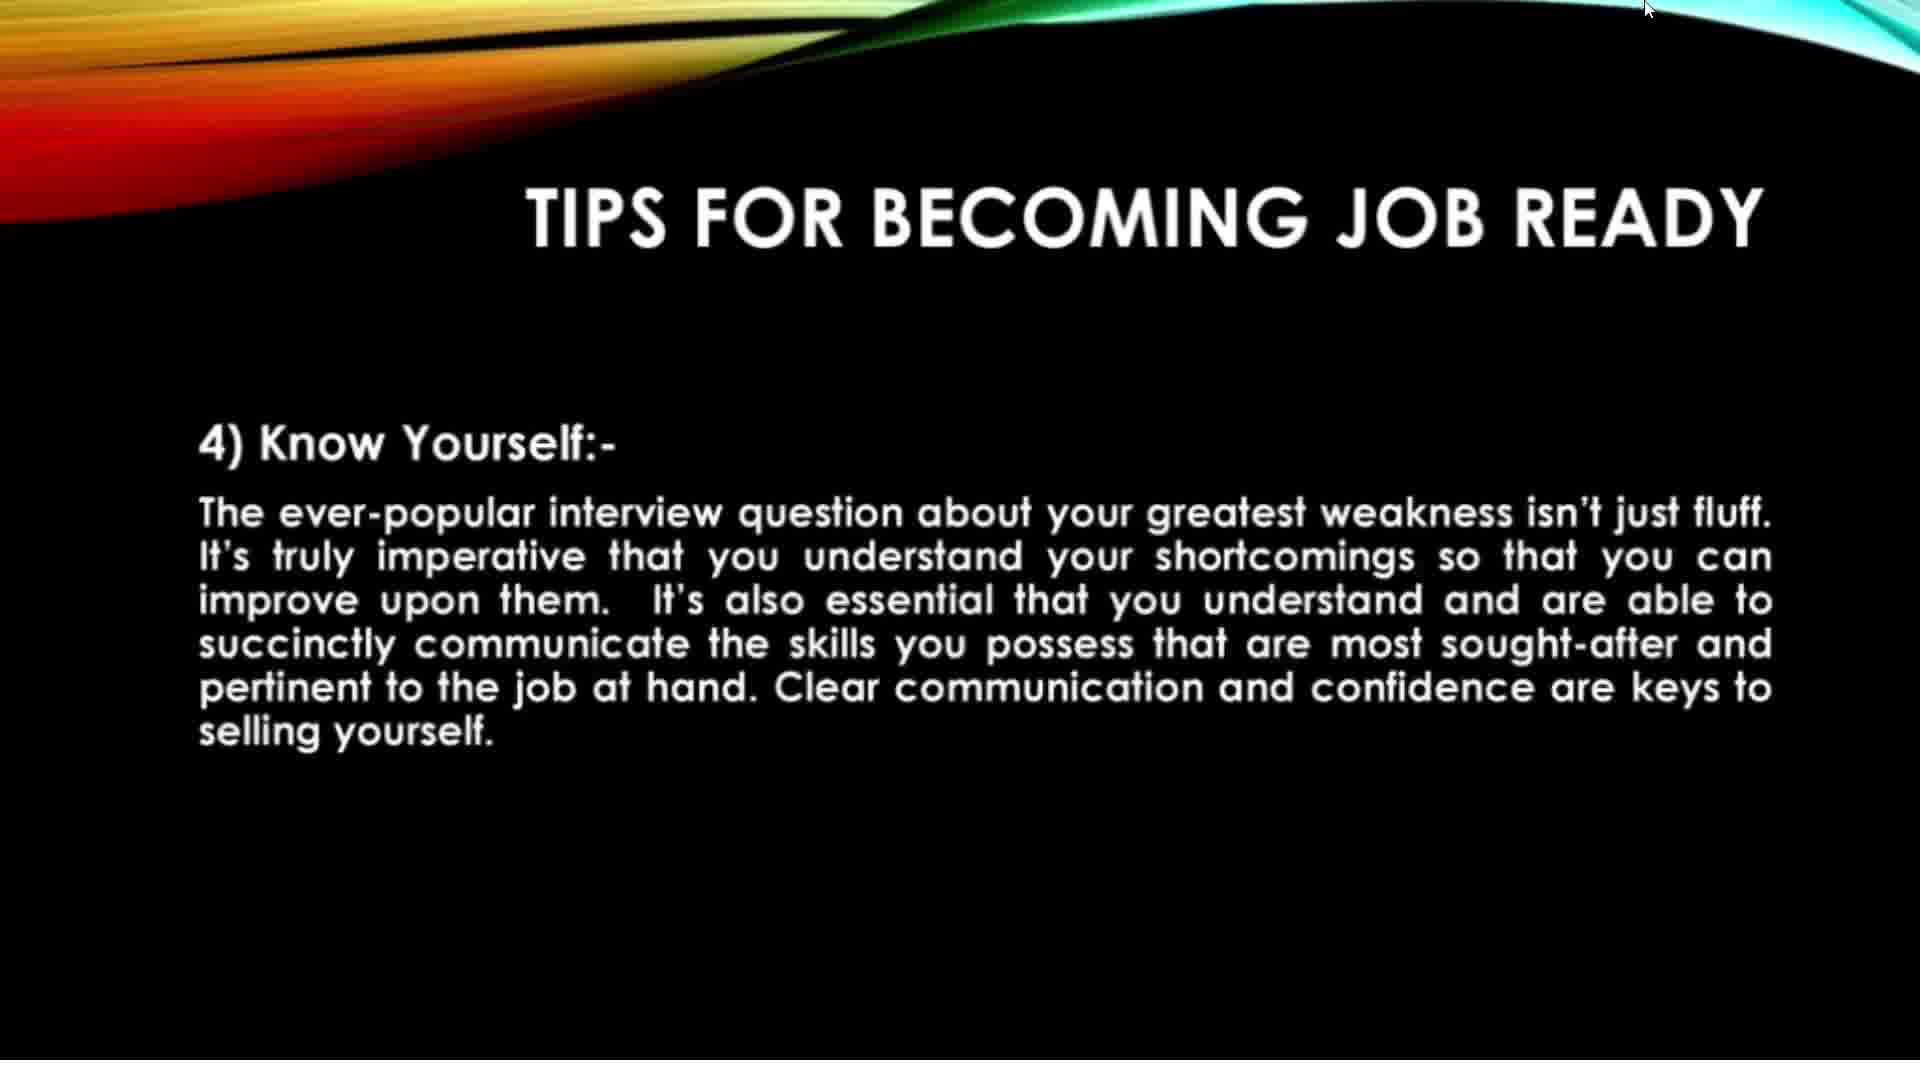 TIPS FOR BECOMING JOB READY
4) Know Yourself:-
The ever-popular interview question about your greatest weakness isn’t just fluff.
It’s truly imperative that you understand your shortcomings so that you can
improve upon them.  It’s also essential that you understand and are able to
succinctly communicate the skills you possess that are most sought-after and
pertinent to the job at hand. Clear communication and confidence are keys to
selling yourself.